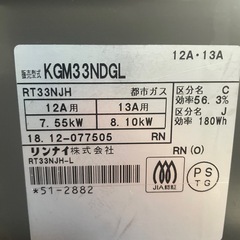 12A・13A
販売型式 KGM33NDGL
RT33NJH 都市ガス 区分名 C
12A用 13A用 効率56.3%
7.55kW 8.10kW 区分名 J
18.12-077505 RN 効率 180Wh
リンナイ株式会社 RN(O)
RT33NJH-L
*51-2882
JIA認証
PS
TG